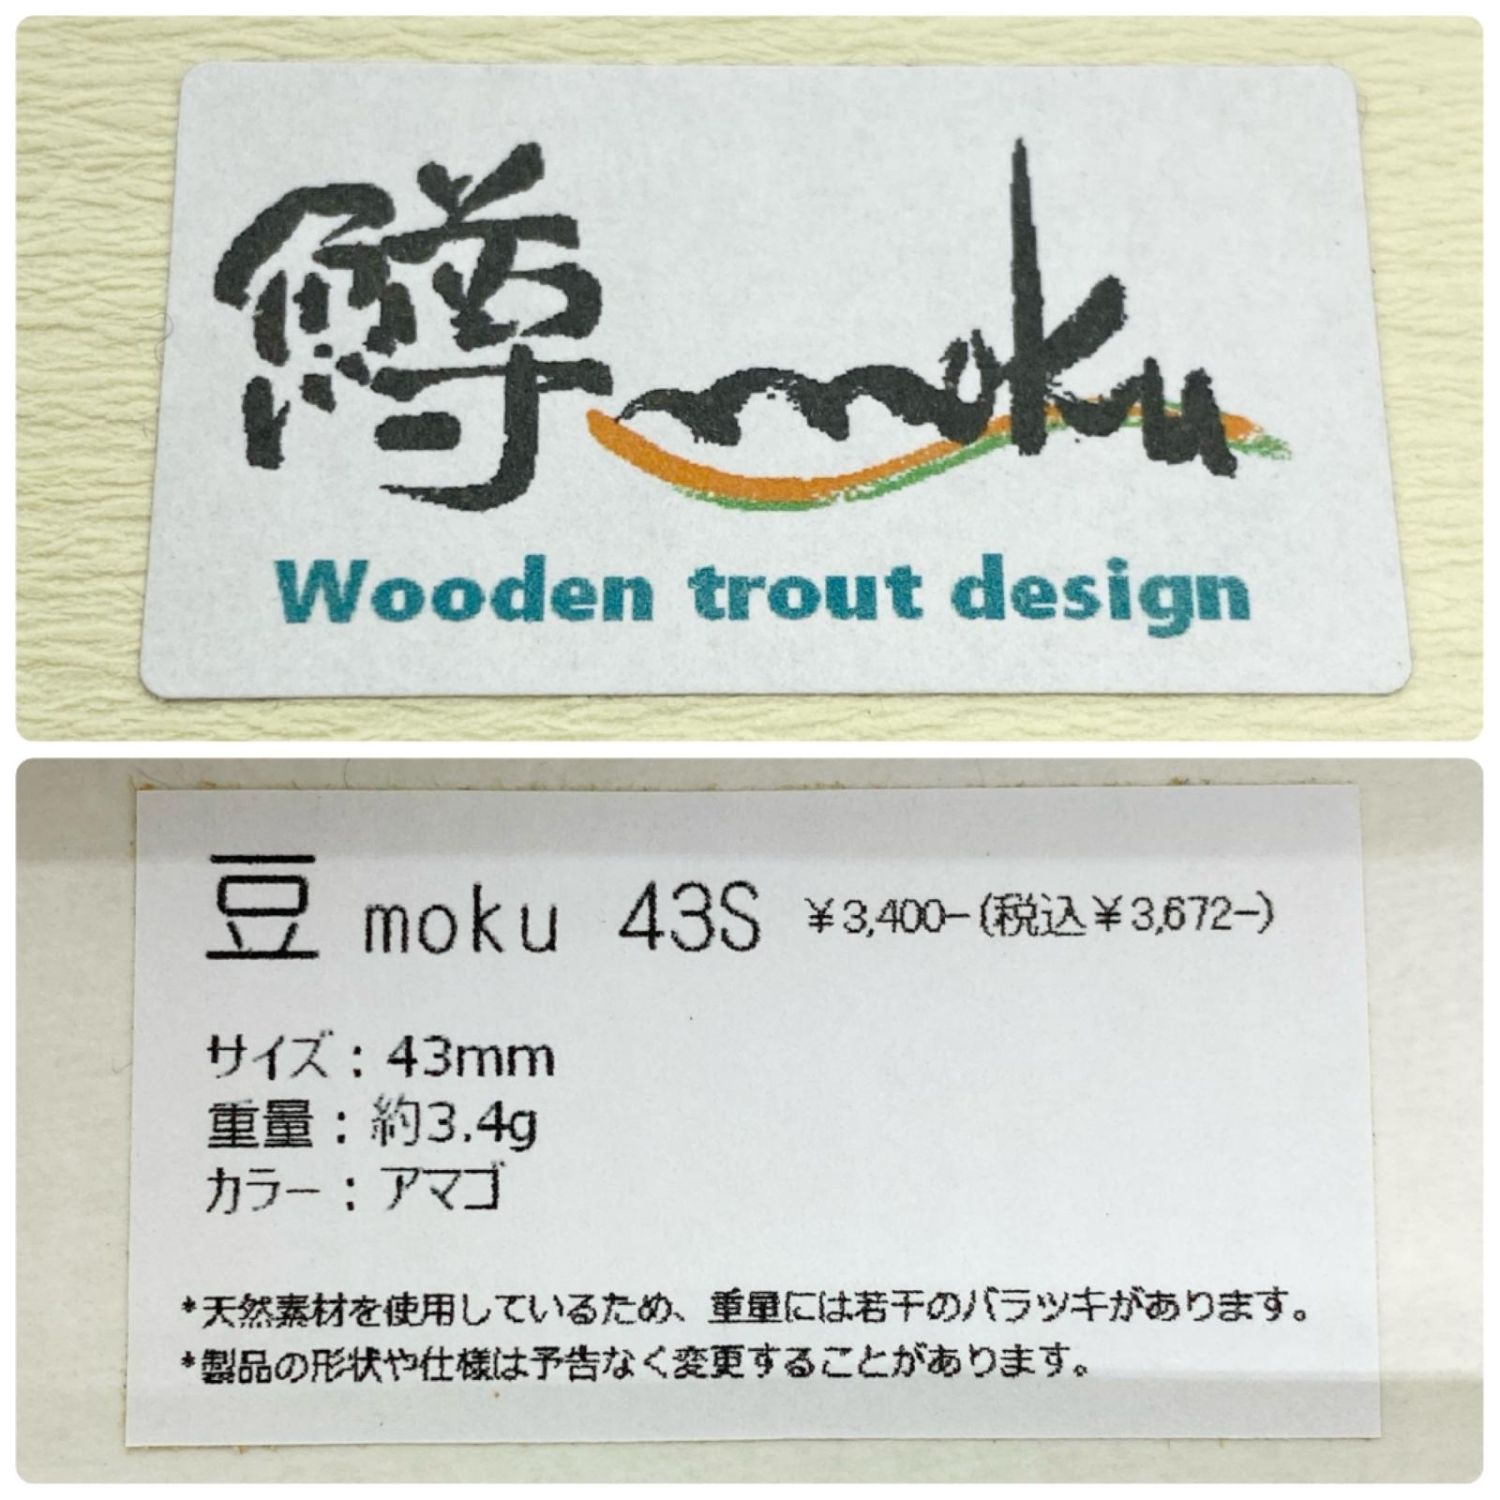 鱒moku
Wooden trout design
豆 moku 43S ￥3,400-(税込￥3,672-)
サイズ：43mm
重量：約3.4g
カラー：アマゴ
*天然素材を使用しているため、重量には若干のバラツキがあります。
*製品の形状や仕様は予告なく変更することがあります。